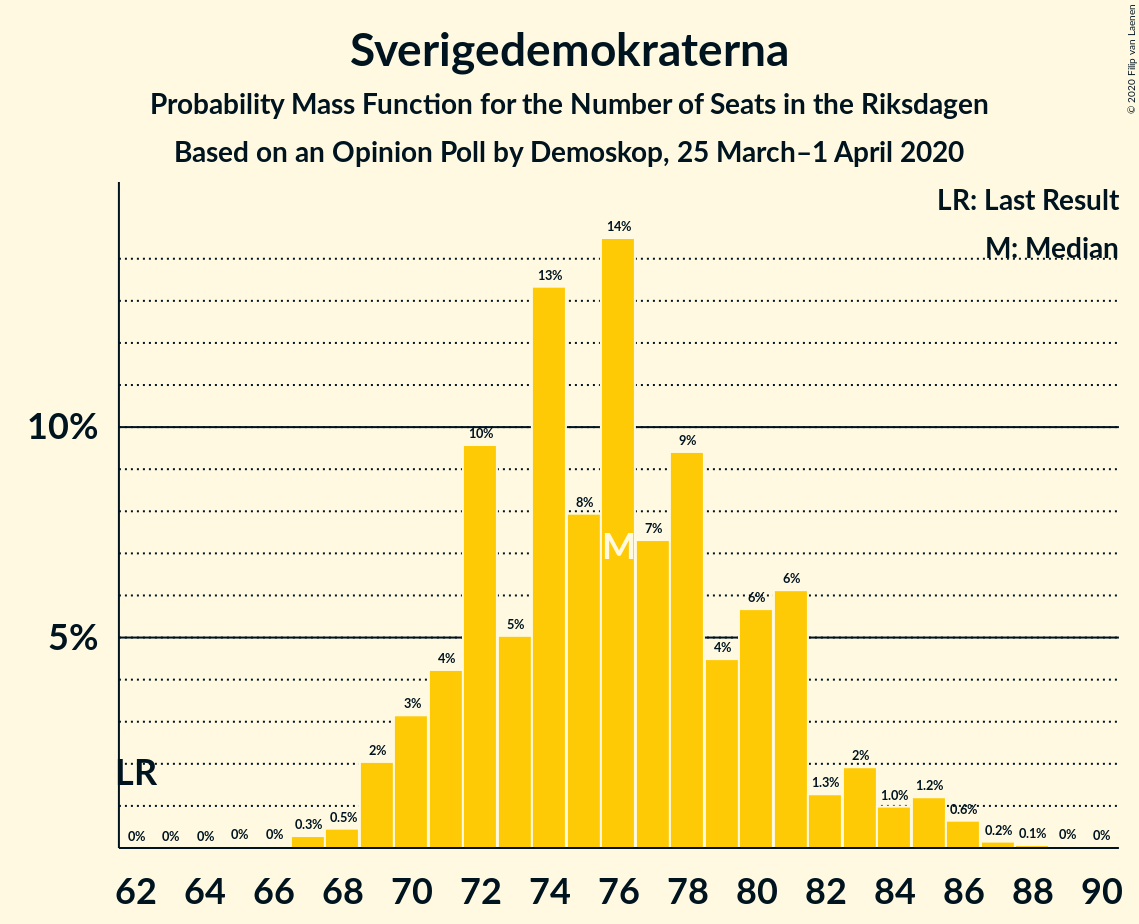 Sverigedemokraterna
Probability Mass Function for the Number of Seats in the Riksdagen
Based on an Opinion Poll by Demoskop, 25 March–1 April 2020
© 2020 Filip van Laenen
LR: Last Result
M: Median
10%
5%
LR
M
0% 0% 0% 0% 0% 0.3% 0.5% 2% 3% 4% 10% 5% 13% 8% 14% 7% 9% 4% 6% 6% 1.3% 2% 1.0% 1.2% 0.6% 0.2% 0.1% 0% 0%
62 64 66 68 70 72 74 76 78 80 82 84 86 88 90